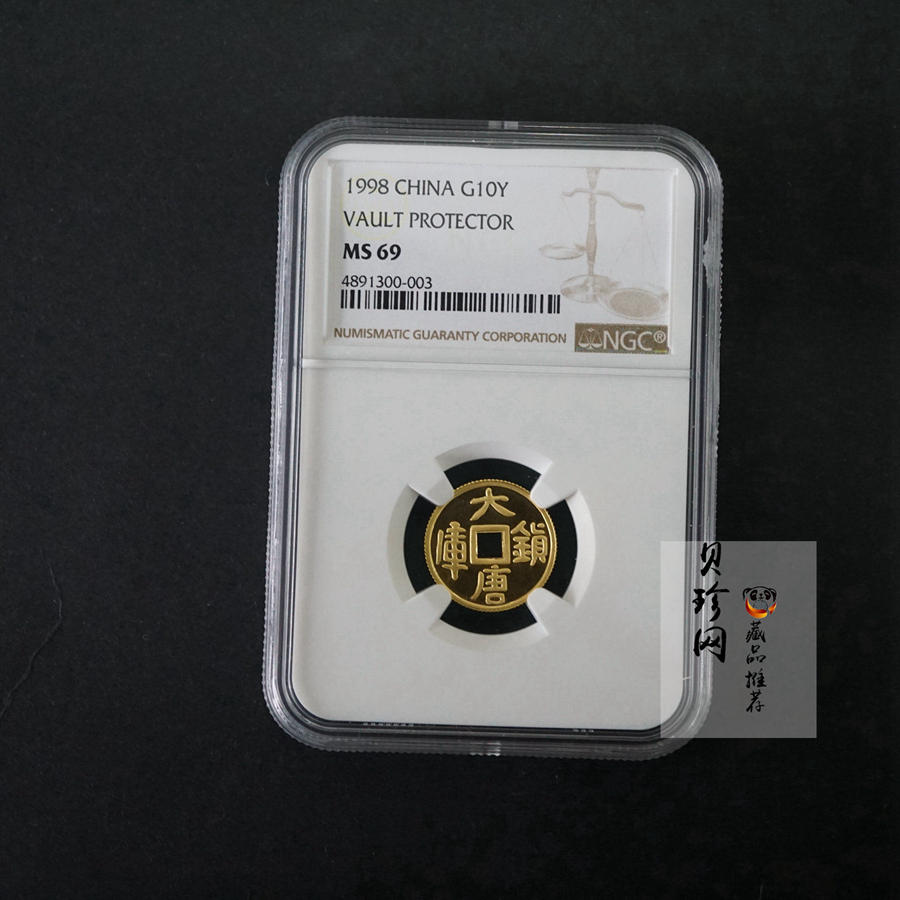 1998 CHINA G10Y
VAULT PROTECTOR
MS 69
4891300-003
NUMISMATIC GUARANTY CORPORATION
NGC®
大唐鎮庫
贝珍网
藏品推荐